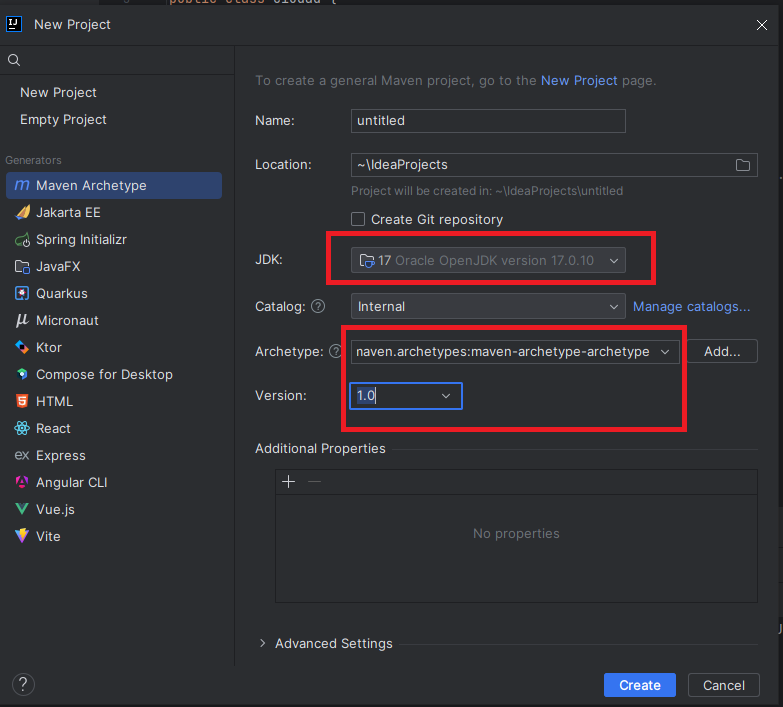 public class Ciudad {
New Project
New Project
Empty Project
Generators
Maven Archetype
Jakarta EE
Spring Initializr
JavaFX
Quarkus
Micronaut
Ktor
Compose for Desktop
HTML
React
Express
Angular CLI
Vue.js
Vite
To create a general Maven project, go to the New Project page.
Name: untitled
Location: ~\IdeaProjects
Project will be created in: ~\IdeaProjects\untitled
Create Git repository
JDK: 17 Oracle OpenJDK version 17.0.10
Catalog: ? Internal Manage catalogs...
Archetype: ? naven.archetypes:maven-archetype-archetype Add...
Version: 1.0
Additional Properties
No properties
Advanced Settings
? Create Cancel